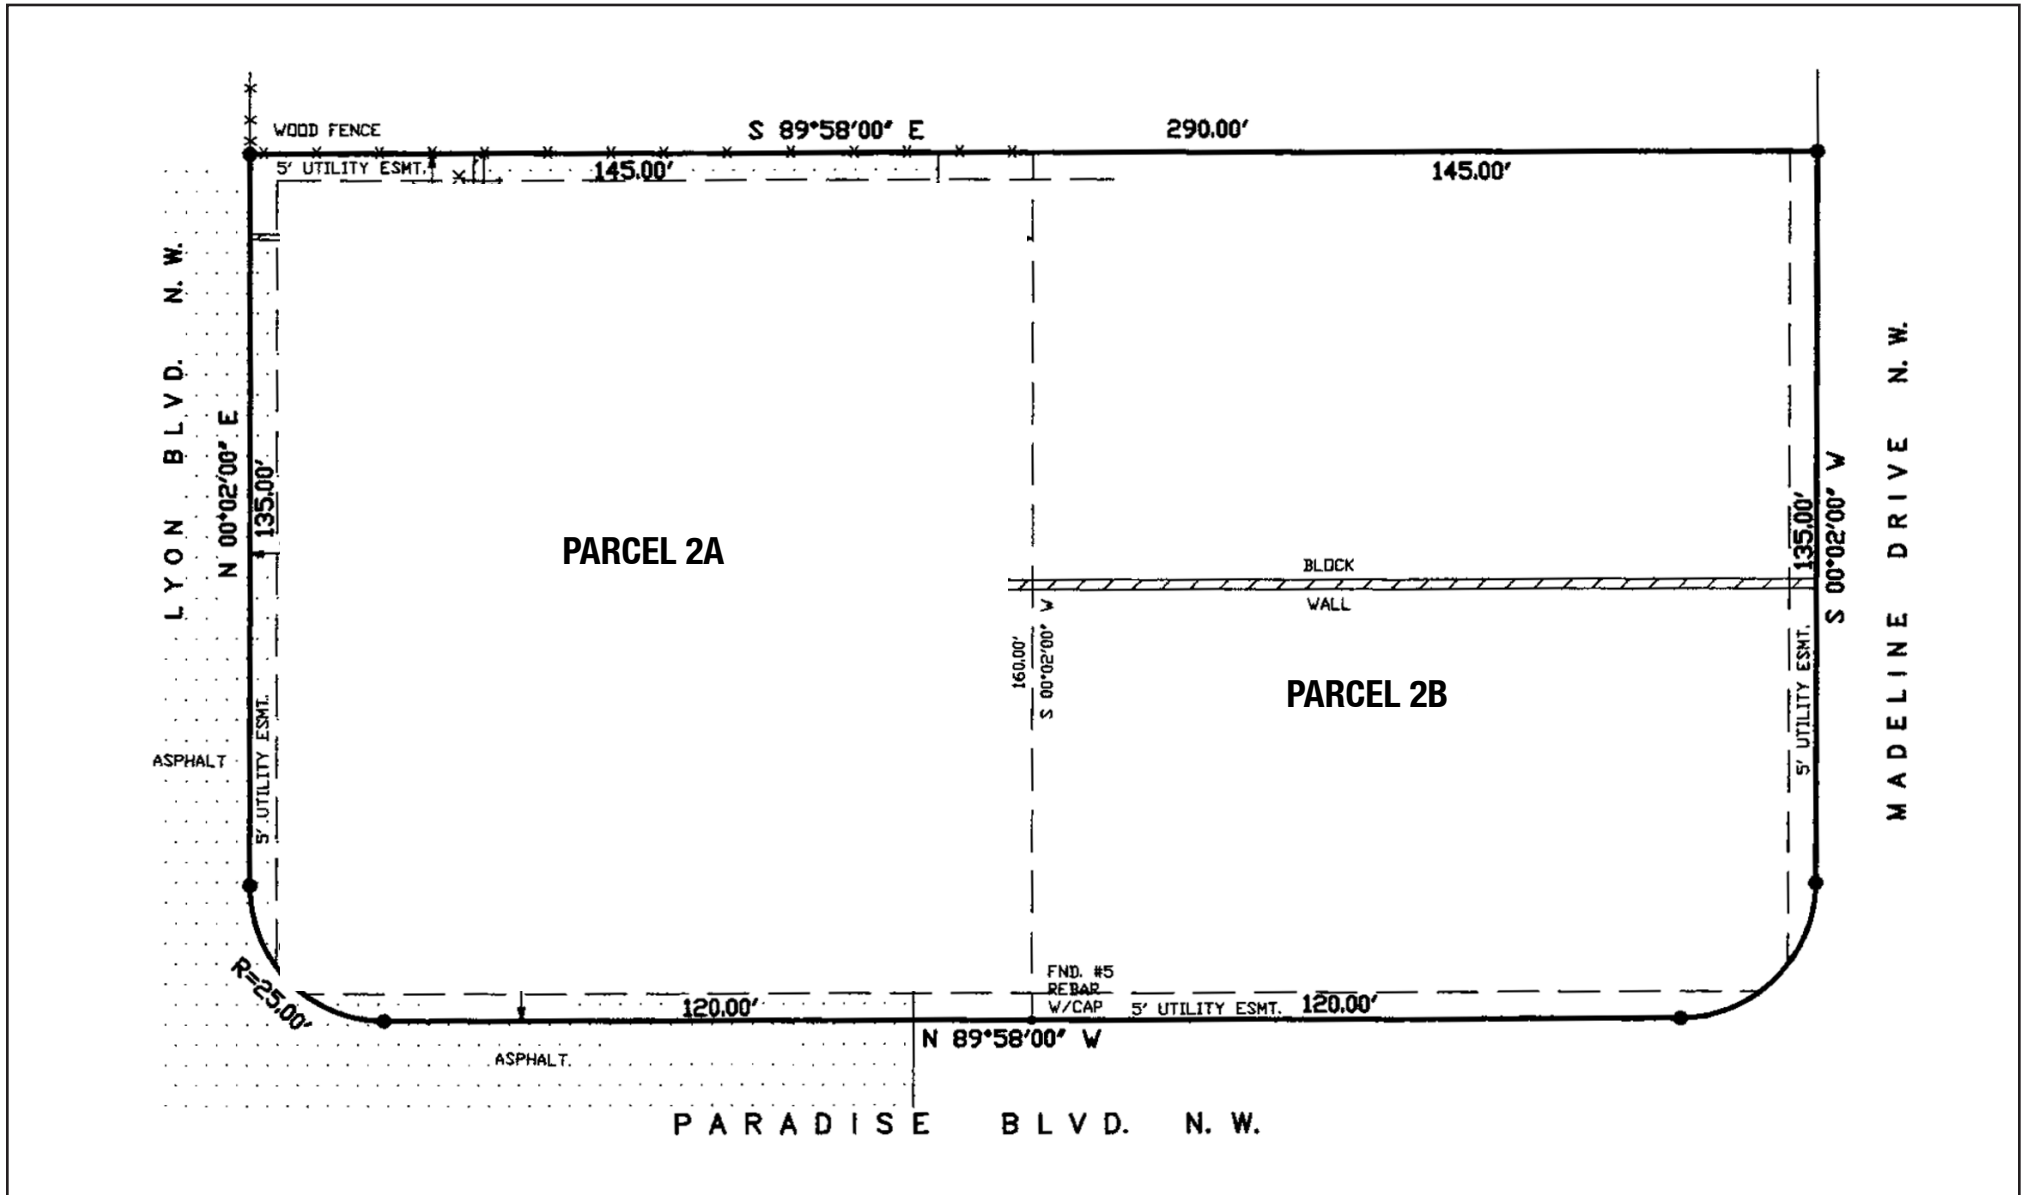 S 89°58'00" E
290.00'
WOOD FENCE
5' UTILITY ESMT.
145.00'
145.00'
LYON BLVD. N.W.
N 00°02'00" E
135.00'
5' UTILITY ESMT.
ASPHALT
R=25.00'
PARCEL 2A
BLOCK
WALL
160.00'
S 00°02'00" W
PARCEL 2B
135.00'
S 00°02'00" W
5' UTILITY ESMT.
MADELINE DRIVE N.W.
FND. #5
REBAR
W/CAP
5' UTILITY ESMT.
120.00'
120.00'
N 89°58'00" W
ASPHALT.
PARADISE BLVD. N.W.